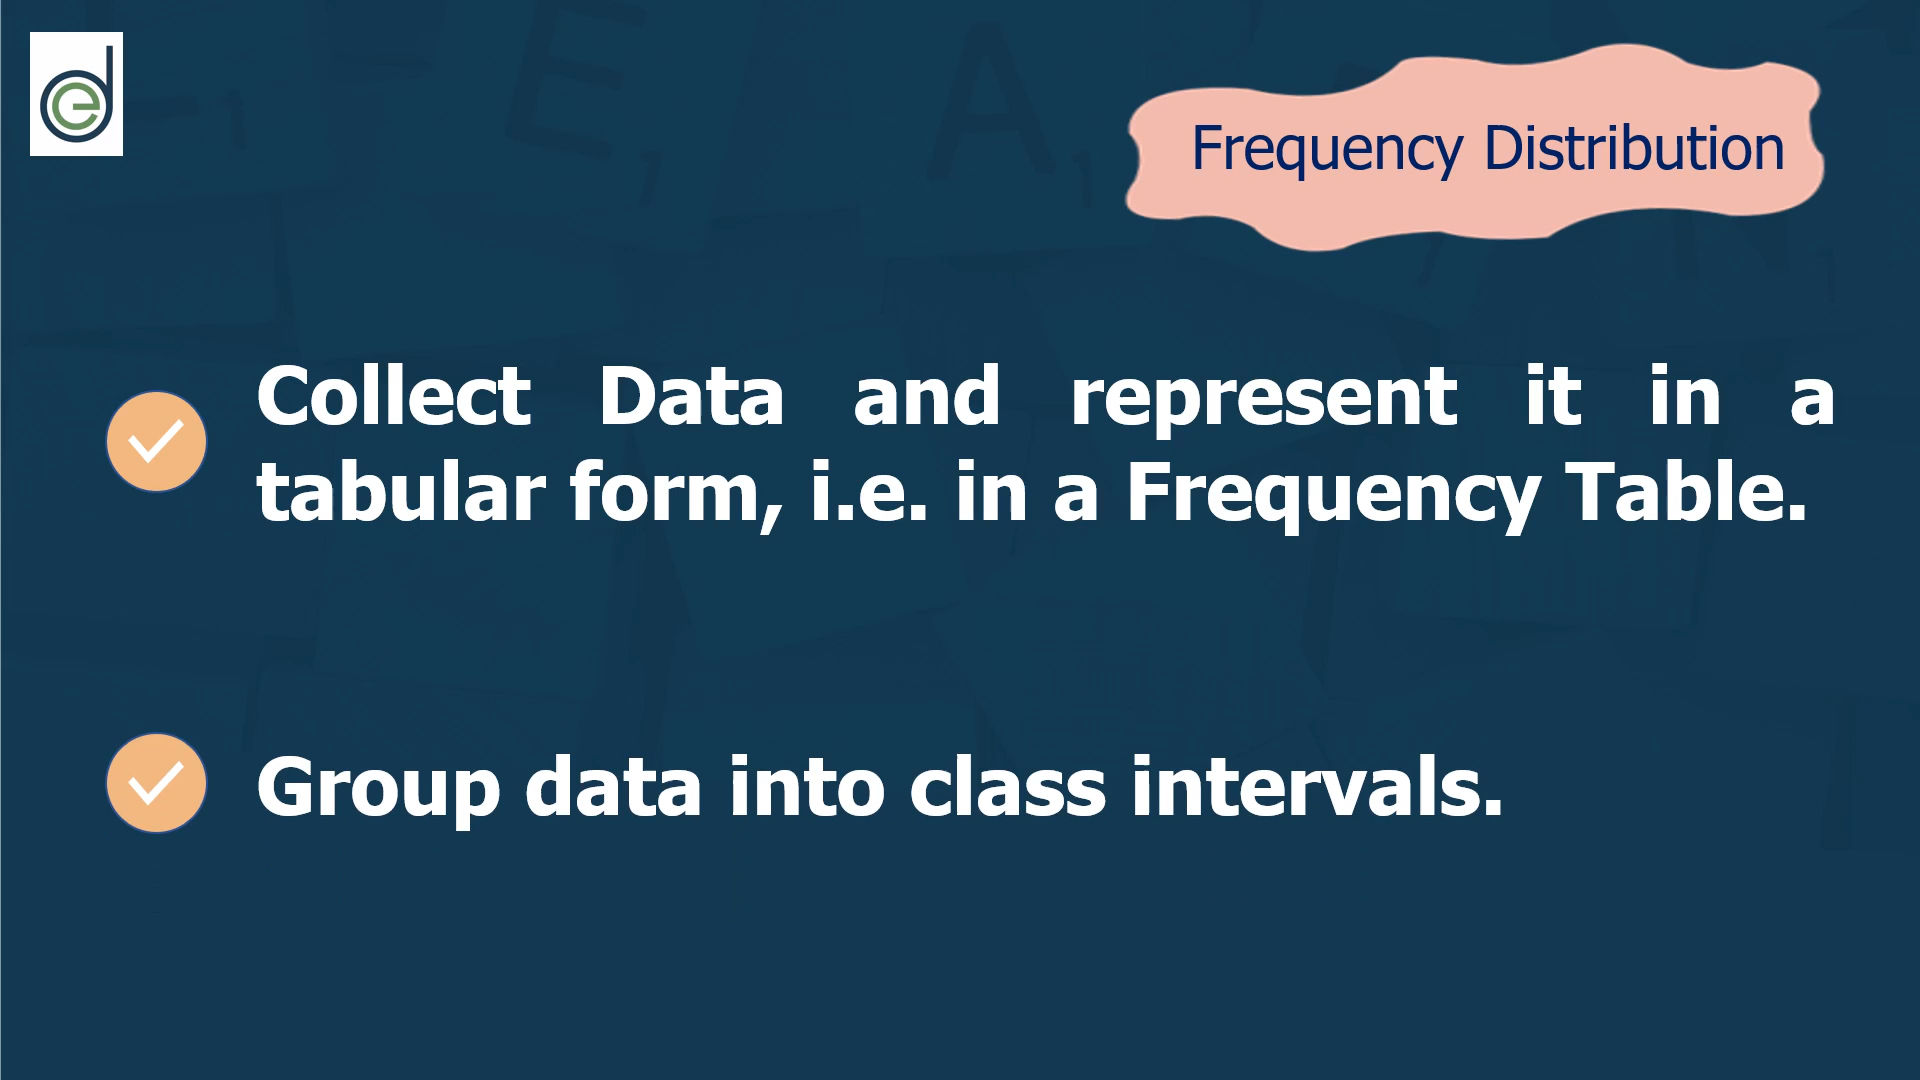 Frequency Distribution
Collect Data and represent it in a
tabular form, i.e. in a Frequency Table.
Group data into class intervals.